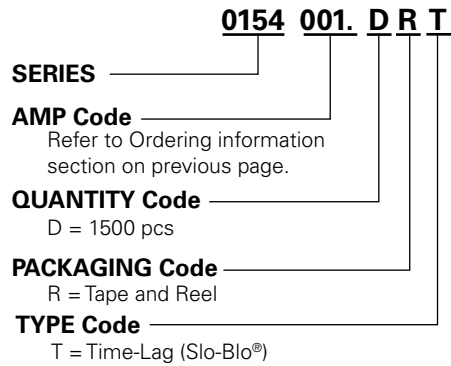 0154 001. D R T
SERIES
AMP Code
Refer to Ordering information
section on previous page.
QUANTITY Code
D = 1500 pcs
PACKAGING Code
R = Tape and Reel
TYPE Code
T = Time-Lag (Slo-Blo®)